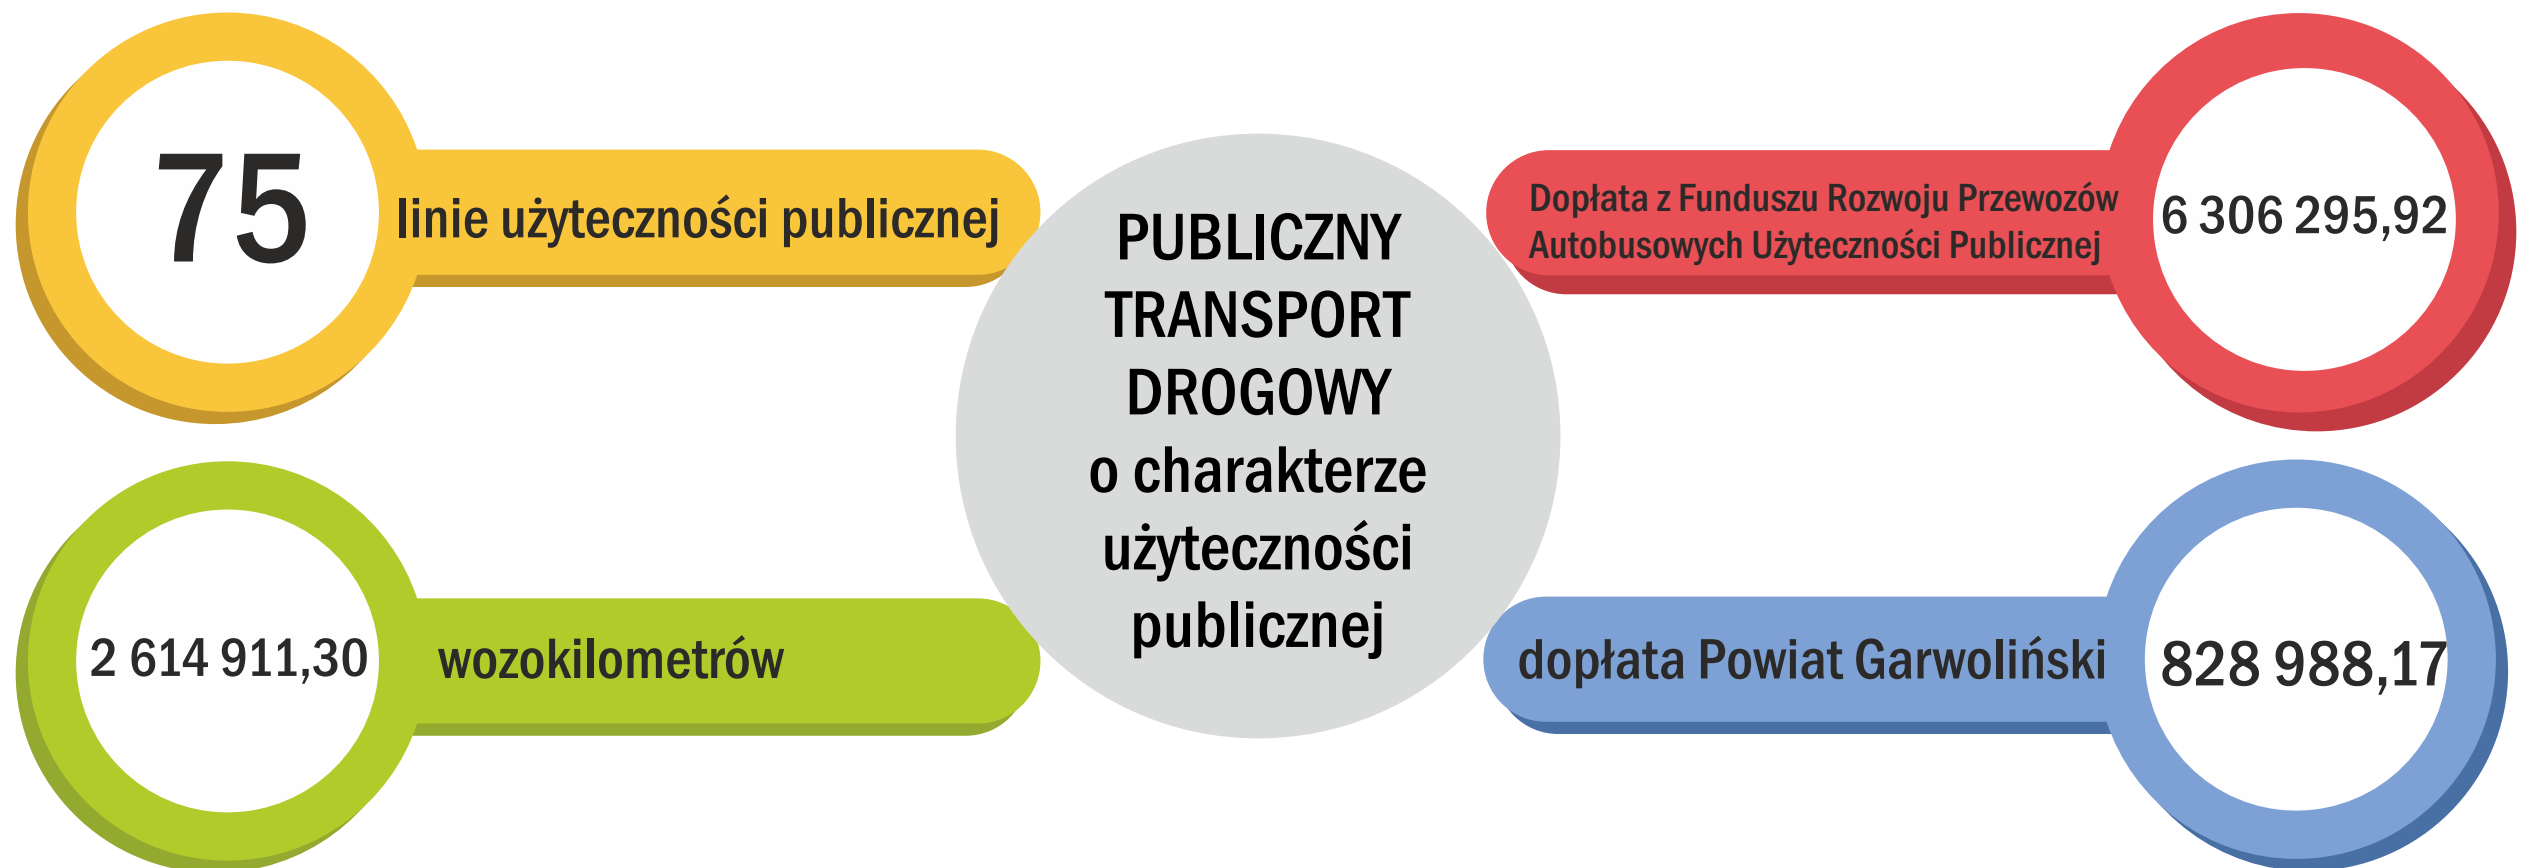 75
linie użyteczności publicznej
2 614 911,30
wozokilometrów
PUBLICZNY
TRANSPORT
DROGOWY
o charakterze
użyteczności
publicznej
Dopłata z Funduszu Rozwoju Przewozów
Autobusowych Użyteczności Publicznej
6 306 295,92
dopłata Powiat Garwoliński
828 988,17